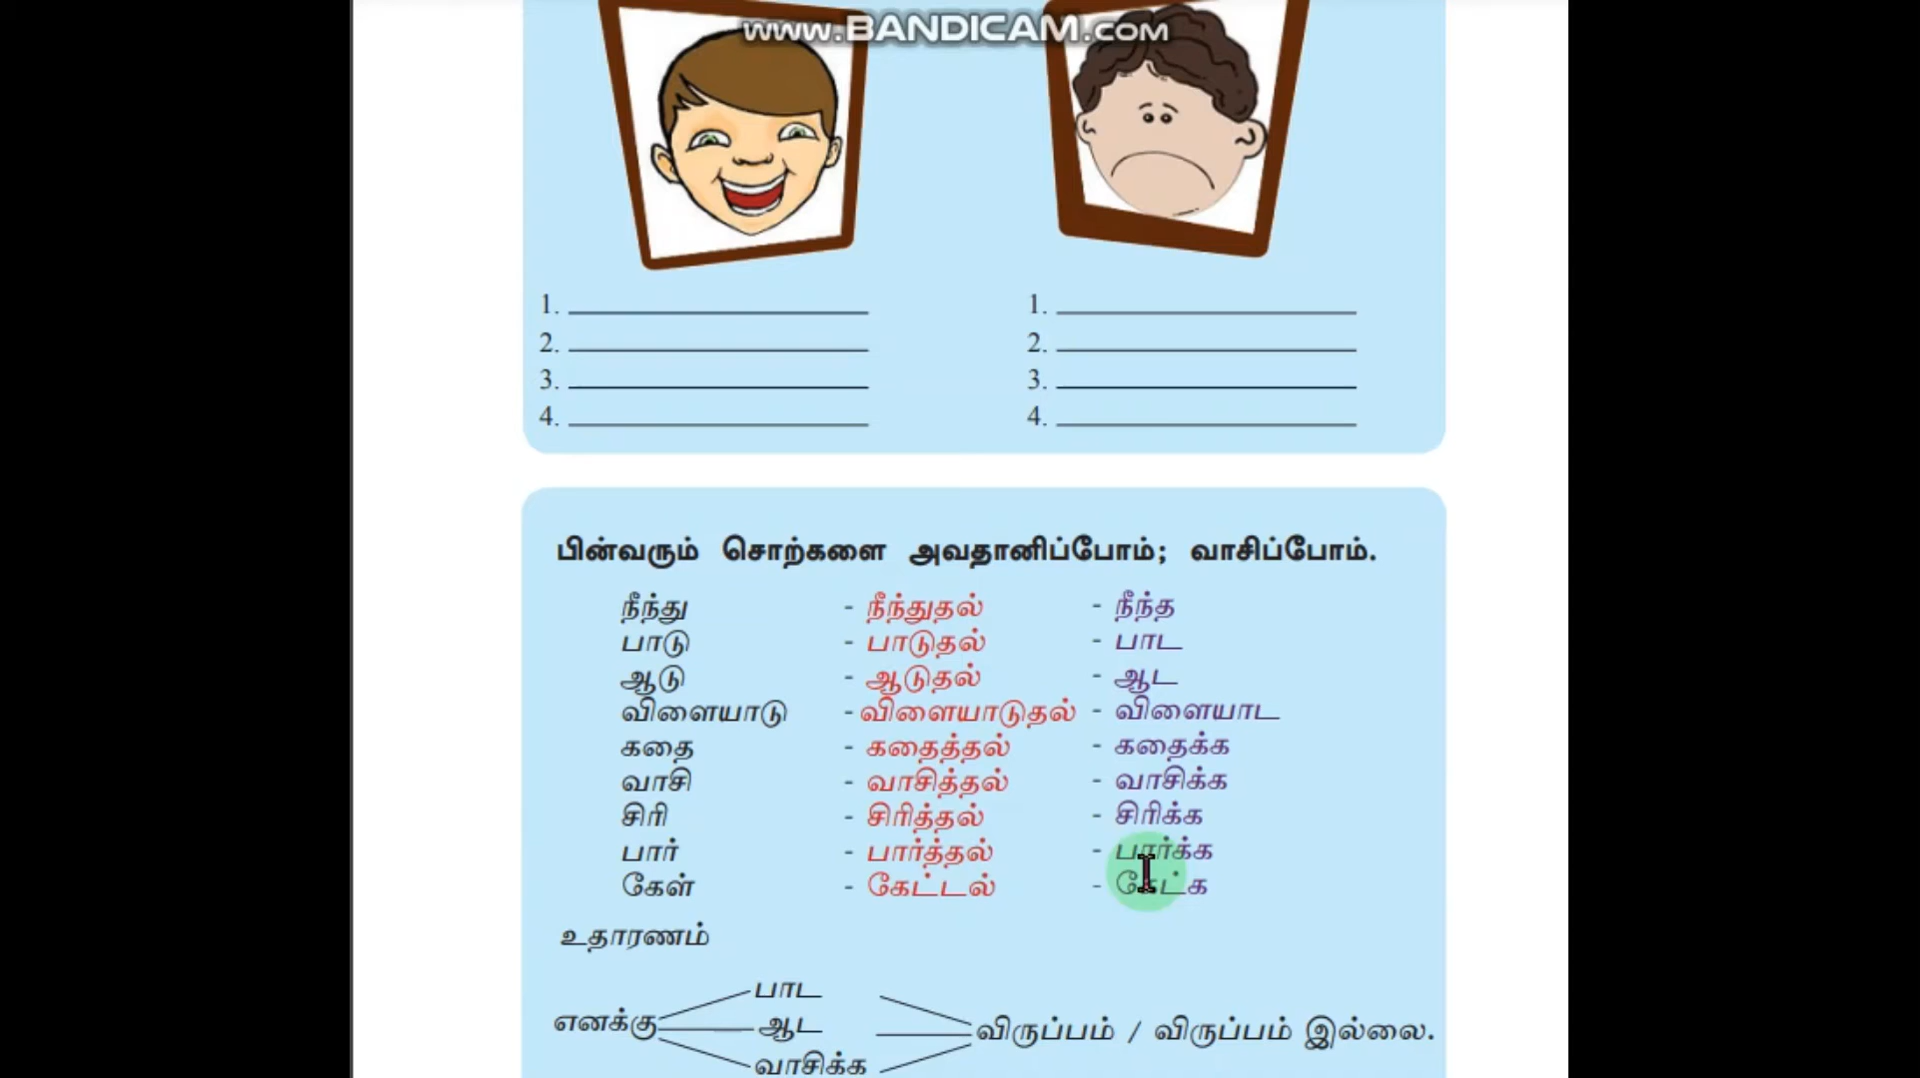 www.BANDICAM.com
1. 1.
2. 2.
3. 3.
4. 4.
பின்வரும் சொற்களை அவதானிப்போம்; வாசிப்போம்.
நீந்து - நீந்துதல் - நீந்த
பாடு - பாடுதல் - பாட
ஆடு - ஆடுதல் - ஆட
விளையாடு - விளையாடுதல் - விளையாட
கதை - கதைத்தல் - கதைக்க
வாசி - வாசித்தல் - வாசிக்க
சிரி - சிரித்தல் - சிரிக்க
பார் - பார்த்தல் - பார்க்க
கேள் - கேட்டல் - கேட்க
உதாரணம்
பாட
எனக்கு ஆட விருப்பம் / விருப்பம் இல்லை.
வாசிக்க